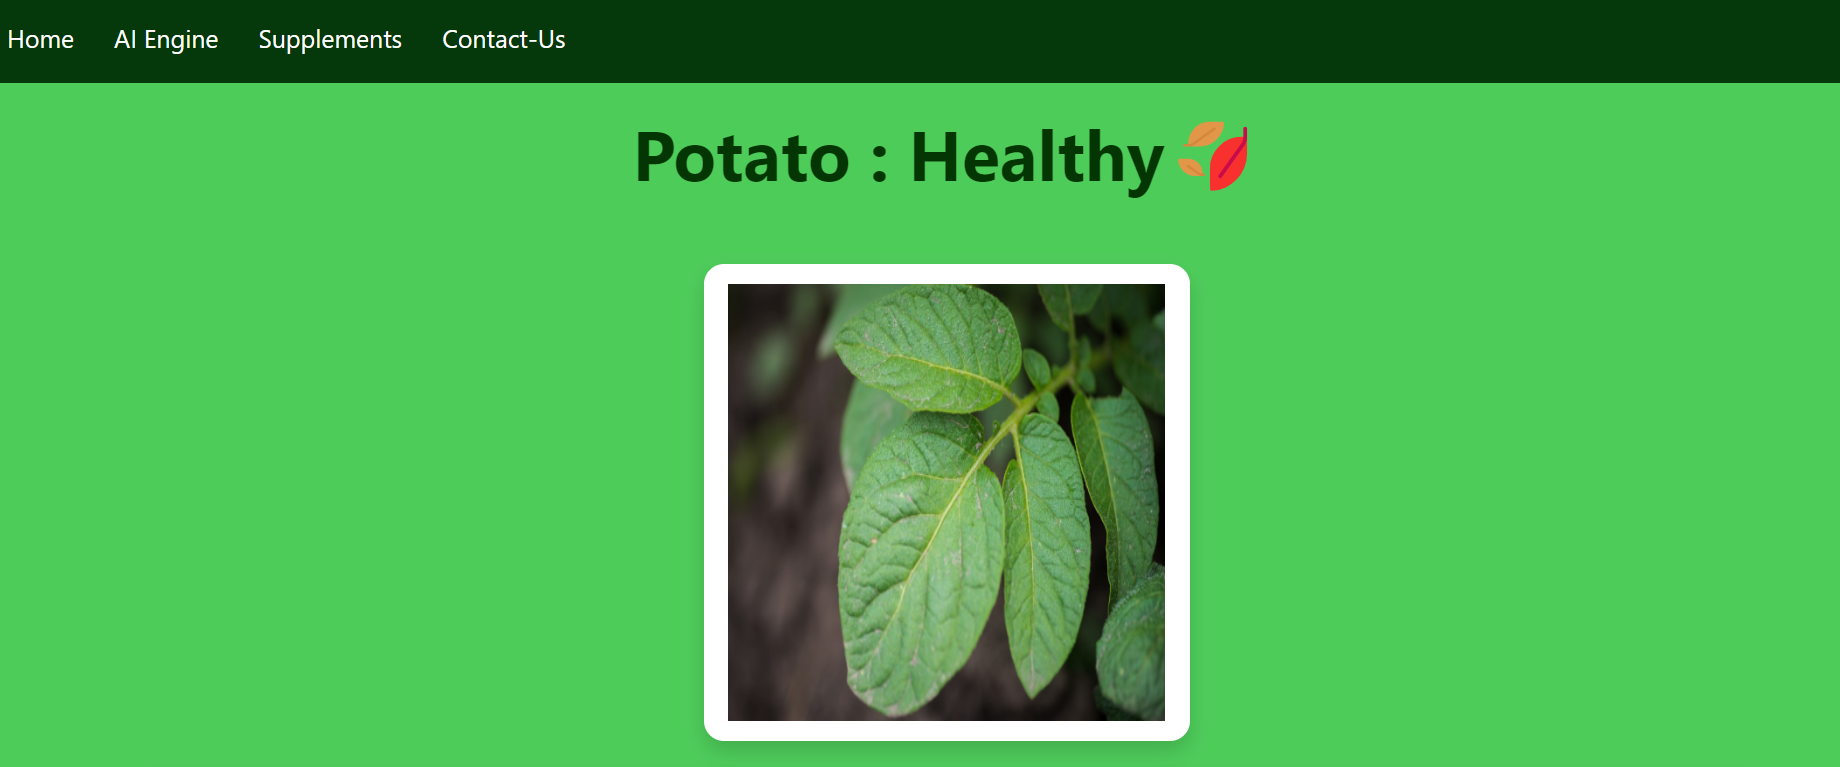 Home AI Engine Supplements Contact-Us
Potato : Healthy